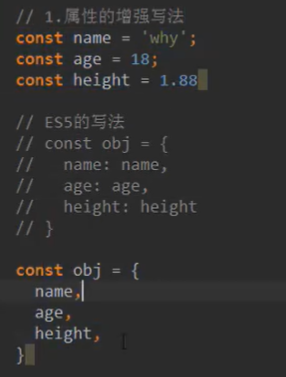 // 1.属性的增强写法
const name = 'why';
const age = 18;
const height = 1.88
// ES5的写法
// const obj = {
//   name: name,
//   age: age,
//   height: height
// }
const obj = {
  name,
  age,
  height,
}